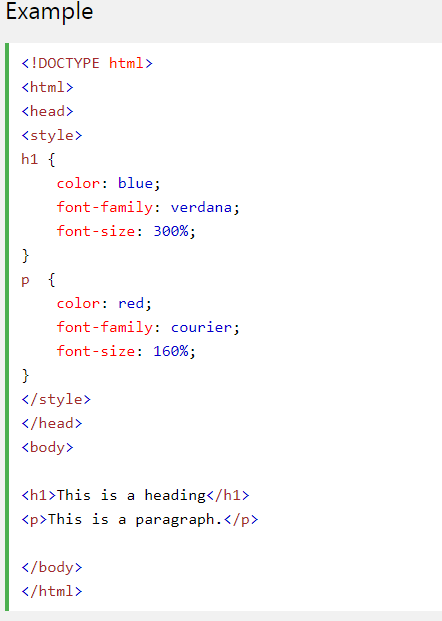 Example
<!DOCTYPE html>
<html>
<head>
<style>
h1 {
    color: blue;
    font-family: verdana;
    font-size: 300%;
}
p  {
    color: red;
    font-family: courier;
    font-size: 160%;
}
</style>
</head>
<body>

<h1>This is a heading</h1>
<p>This is a paragraph.</p>

</body>
</html>